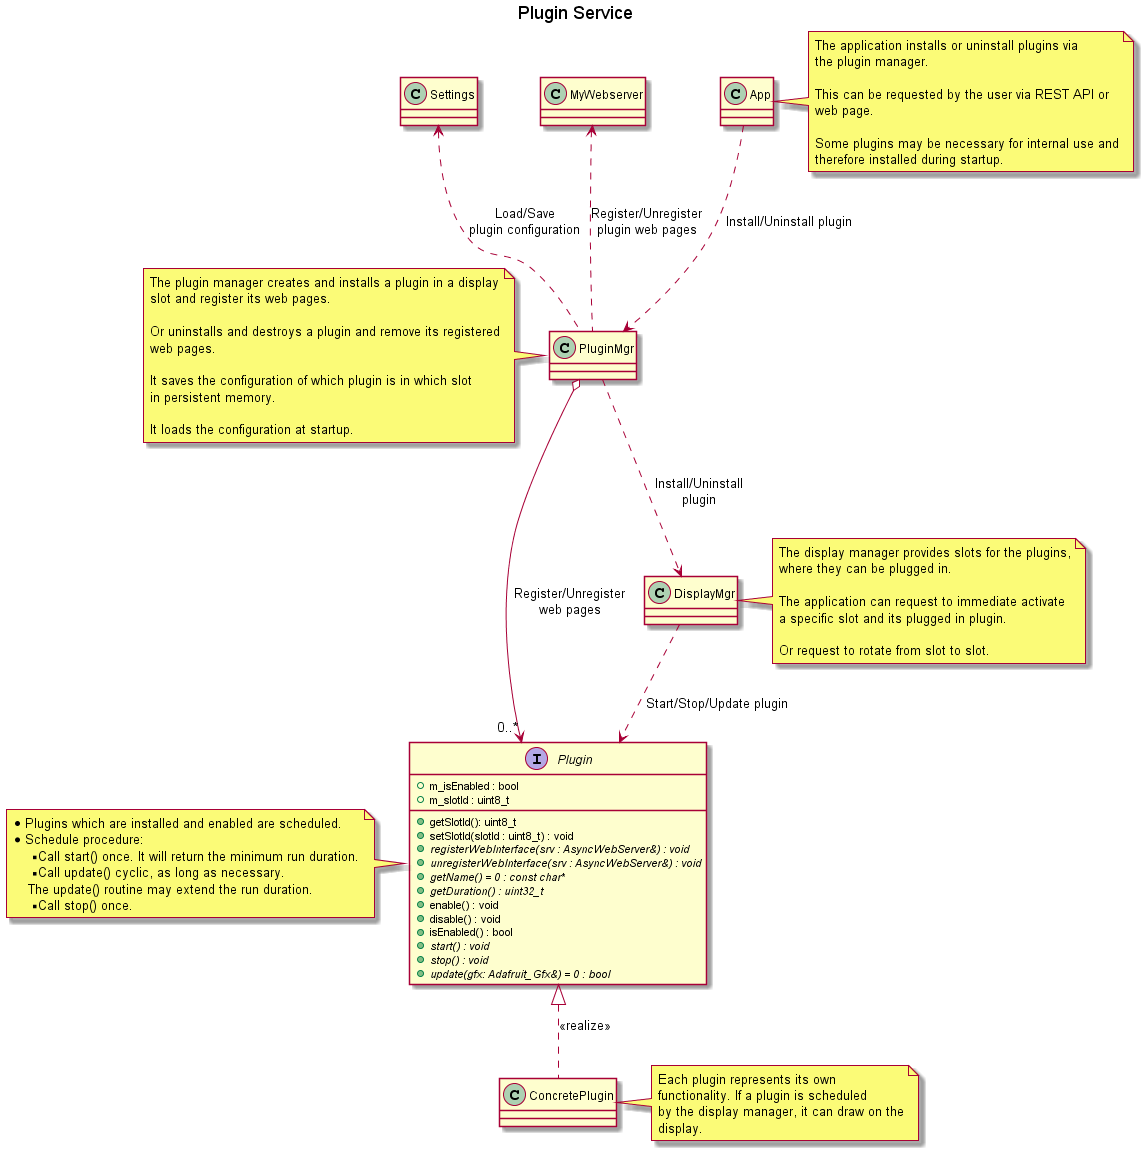 Plugin Service
The application installs or uninstall plugins via
the plugin manager.
This can be requested by the user via REST API or
web page.
Some plugins may be necessary for internal use and
therefore installed during startup.
C Settings
C MyWebserver
C App
Load/Save
plugin configuration
Register/Unregister
plugin web pages
Install/Uninstall plugin
The plugin manager creates and installs a plugin in a display
slot and register its web pages.
Or uninstalls and destroys a plugin and remove its registered
web pages.
It saves the configuration of which plugin is in which slot
in persistent memory.
It loads the configuration at startup.
C PluginMgr
Install/Uninstall
plugin
Register/Unregister
web pages
C DisplayMgr
The display manager provides slots for the plugins,
where they can be plugged in.
The application can request to immediate activate
a specific slot and its plugged in plugin.
Or request to rotate from slot to slot.
Start/Stop/Update plugin
0..*
I Plugin
m_isEnabled : bool
m_slotId : uint8_t
getSlotId(): uint8_t
setSlotId(slotId : uint8_t) : void
registerWebInterface(srv : AsyncWebServer&) : void
unregisterWebInterface(srv : AsyncWebServer&) : void
getName() = 0 : const char*
getDuration() : uint32_t
enable() : void
disable() : void
isEnabled() : bool
start() : void
stop() : void
update(gfx: Adafruit_Gfx&) = 0 : bool
• Plugins which are installed and enabled are scheduled.
• Schedule procedure:
▪ Call start() once. It will return the minimum run duration.
▪ Call update() cyclic, as long as necessary.
The update() routine may extend the run duration.
▪ Call stop() once.
«realize»
C ConcretePlugin
Each plugin represents its own
functionality. If a plugin is scheduled
by the display manager, it can draw on the
display.